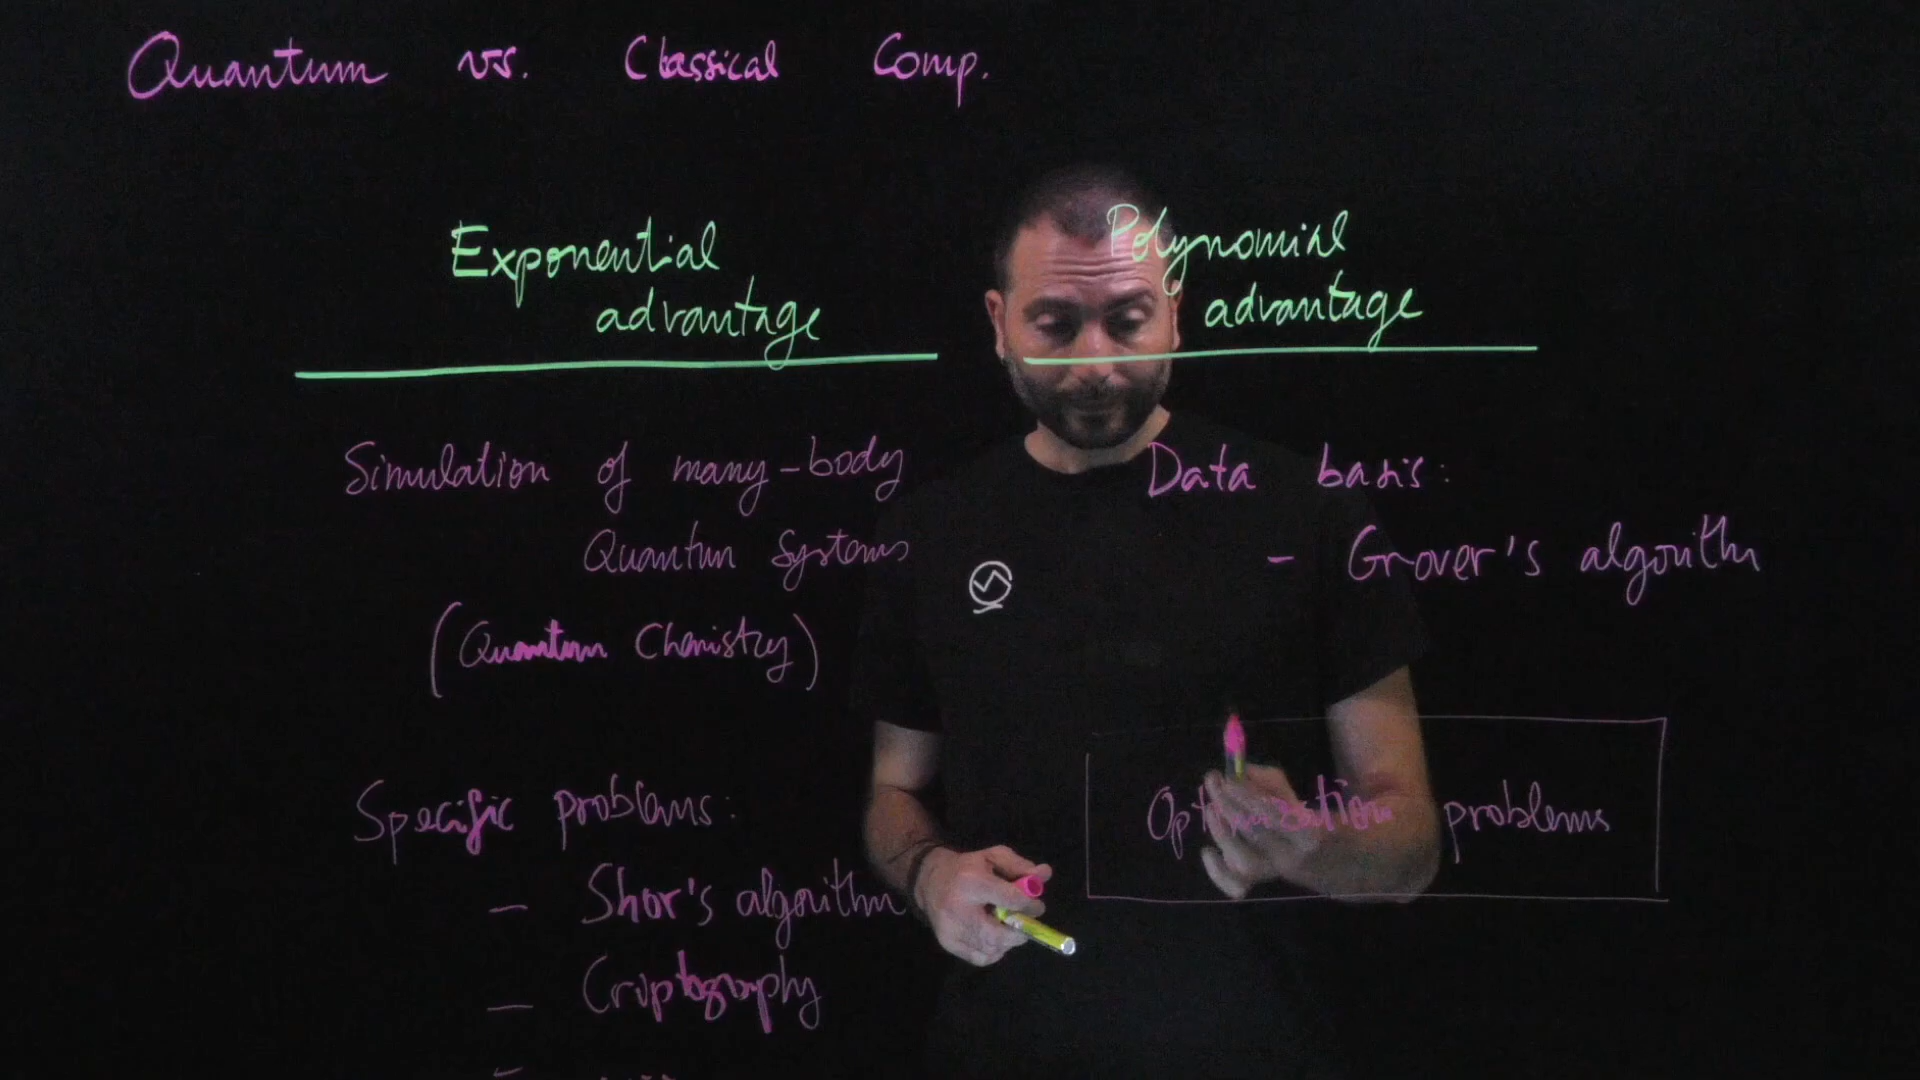 Quantum vs. Classical Comp.
Exponential
advantage
Simulation of many-body
Quantum Systems
(Quantum Chemistry)
Specific problems:
- Shor's algorithm
- Cryptography
Polynomial
advantage
Data basis:
- Grover's algorithm
Optimization problems